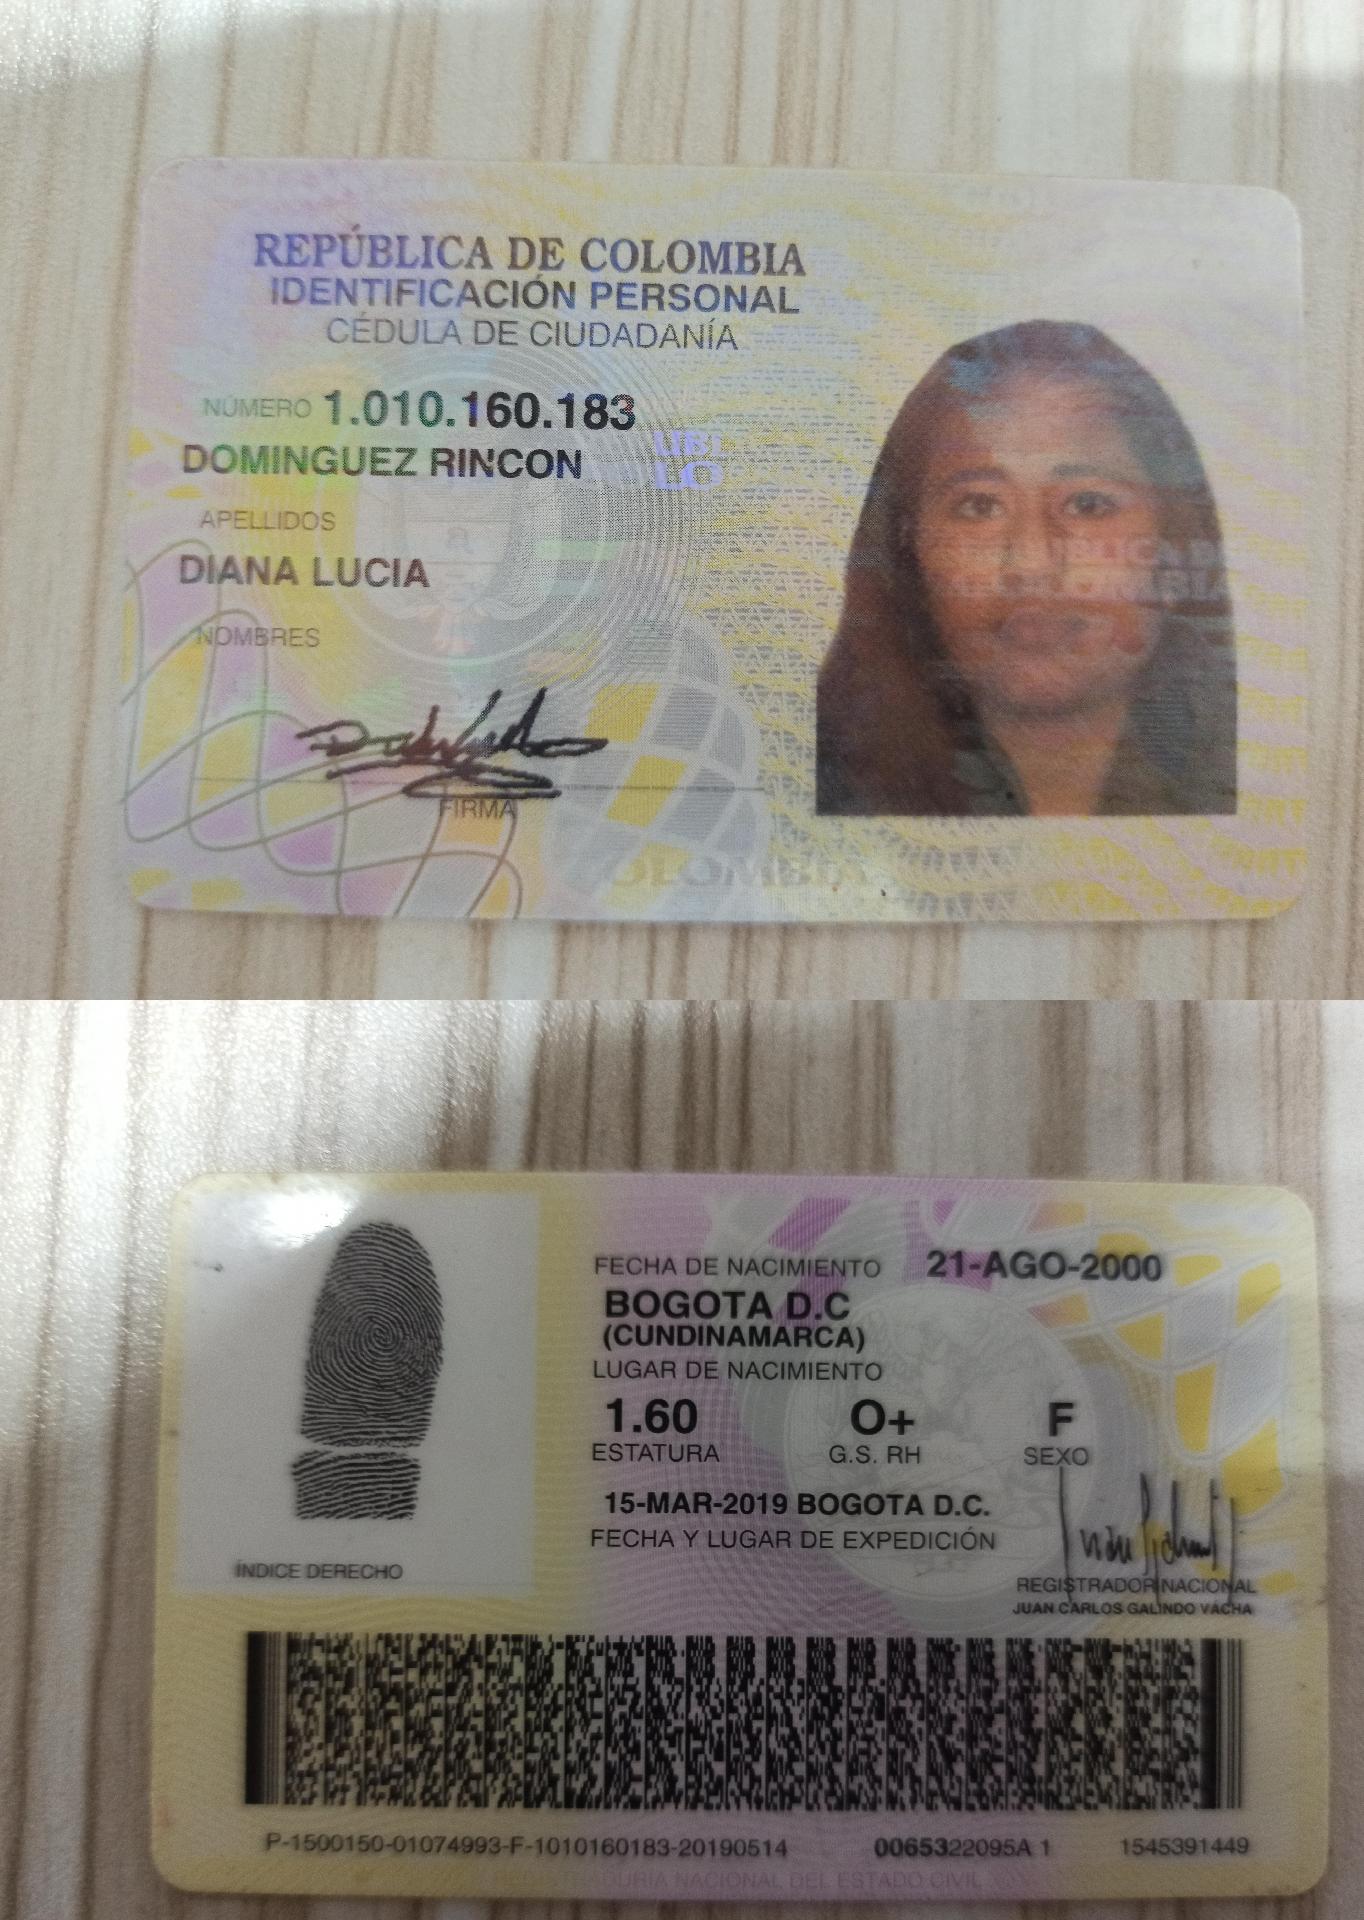 REPÚBLICA DE COLOMBIA
IDENTIFICACIÓN PERSONAL
CÉDULA DE CIUDADANÍA
NÚMERO 1.010.160.183
DOMINGUEZ RINCON
APELLIDOS
DIANA LUCIA
NOMBRES
FIRMA
COLOMBIA
FECHA DE NACIMIENTO 21-AGO-2000
BOGOTA D.C
(CUNDINAMARCA)
LUGAR DE NACIMIENTO
1.60 O+ F
ESTATURA G.S. RH SEXO
15-MAR-2019 BOGOTA D.C.
FECHA Y LUGAR DE EXPEDICIÓN
ÍNDICE DERECHO
REGISTRADOR NACIONAL
JUAN CARLOS GALINDO VÁCHA
P-1500150-01074993-F-1010160183-20190514 0065322095A 1 1545391449
REGISTRADURIA NACIONAL DEL ESTADO CIVIL